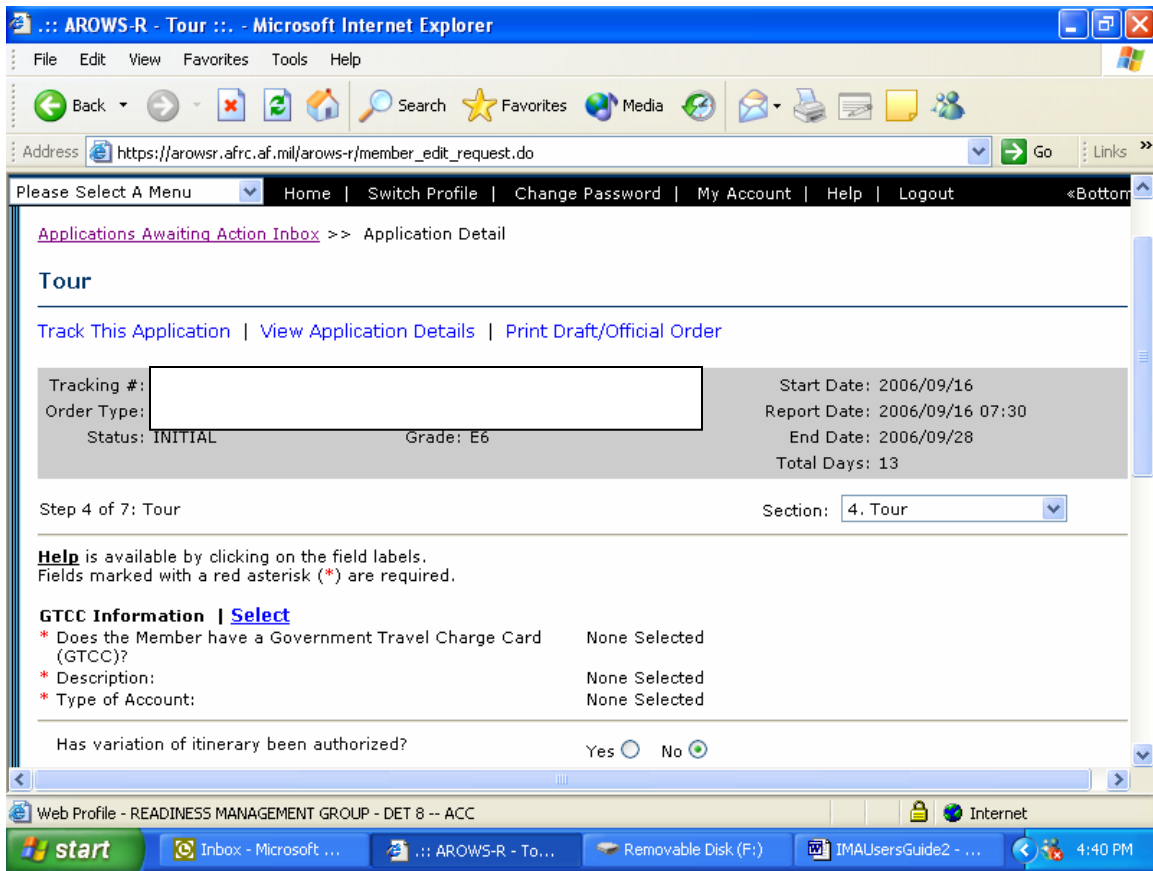 .:: AROWS-R - Tour ::. - Microsoft Internet Explorer
File Edit View Favorites Tools Help
Back Search Favorites Media
Address https://arowsr.afrc.af.mil/arows-r/member_edit_request.do Go Links »
Please Select A Menu Home | Switch Profile | Change Password | My Account | Help | Logout «Bottom
Applications Awaiting Action Inbox >> Application Detail
Tour
Track This Application | View Application Details | Print Draft/Official Order
Tracking #: Start Date: 2006/09/16
Order Type: Report Date: 2006/09/16 07:30
Status: INITIAL Grade: E6 End Date: 2006/09/28
Total Days: 13
Step 4 of 7: Tour Section: 4. Tour
Help is available by clicking on the field labels.
Fields marked with a red asterisk (*) are required.
GTCC Information | Select
* Does the Member have a Government Travel Charge Card None Selected
(GTCC)?
* Description: None Selected
* Type of Account: None Selected
Has variation of itinerary been authorized? Yes No
Web Profile - READINESS MANAGEMENT GROUP - DET 8 -- ACC Internet
start Inbox - Microsoft ... .:: AROWS-R - To... Removable Disk (F:) IMAUsersGuide2 - ... 4:40 PM